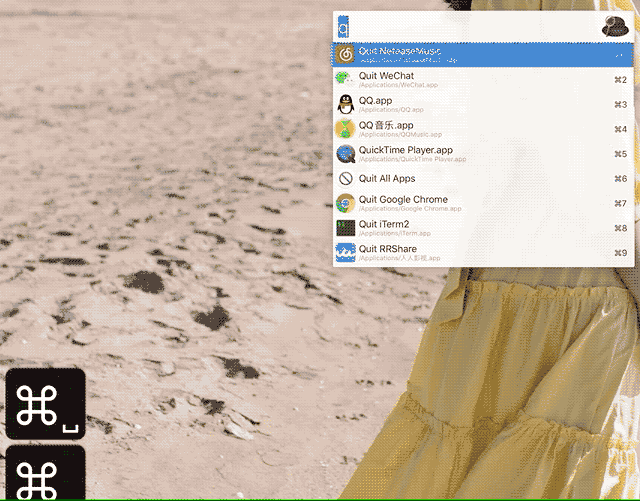 q
Quit NeteaseMusic
Quit WeChat
/Applications/WeChat.app
⌘2
QQ.app
/Applications/QQ.app
⌘3
QQ音乐.app
/Applications/QQMusic.app
⌘4
QuickTime Player.app
/Applications/QuickTime Player.app
⌘5
Quit All Apps
⌘6
Quit Google Chrome
/Applications/Google Chrome.app
⌘7
Quit iTerm2
/Applications/iTerm.app
⌘8
Quit RRShare
/Applications/人人影视.app
⌘9
⌘
⌘